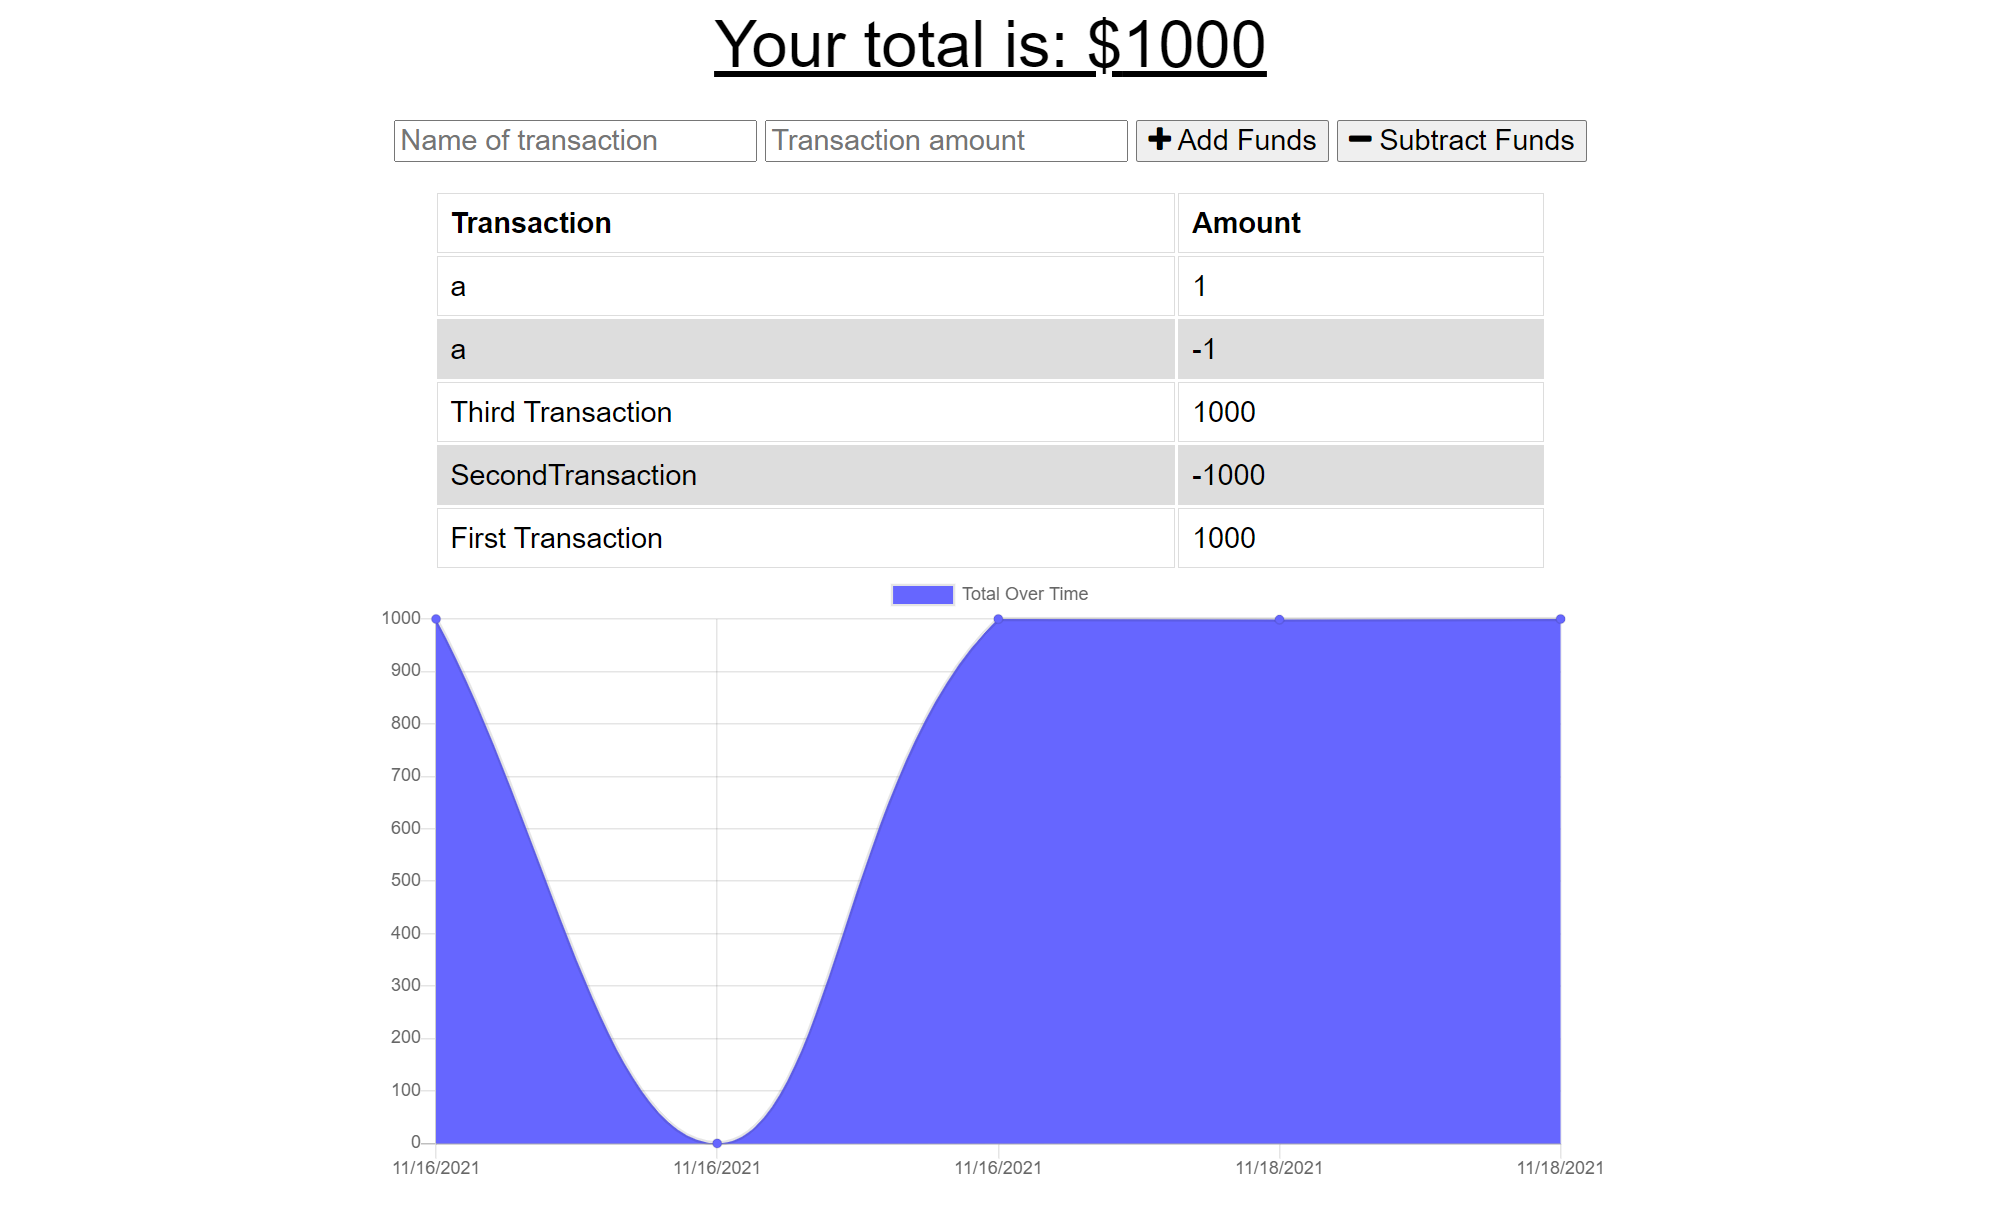 Your total is: $1000
Name of transaction Transaction amount Add Funds Subtract Funds
Transaction Amount
a 1
a -1
Third Transaction 1000
SecondTransaction -1000
First Transaction 1000
Total Over Time
1000
900
800
700
600
500
400
300
200
100
0
11/16/2021 11/16/2021 11/16/2021 11/18/2021 11/18/2021